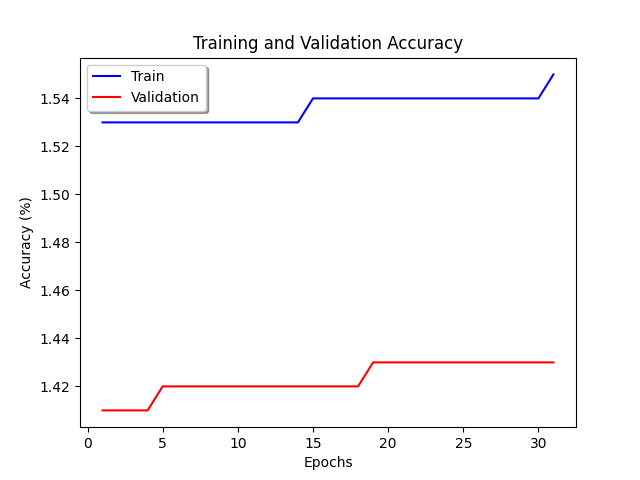 Training and Validation Accuracy
Train
Validation
1.54
1.52
1.50
1.48
1.46
1.44
1.42
Accuracy (%)
0 5 10 15 20 25 30
Epochs